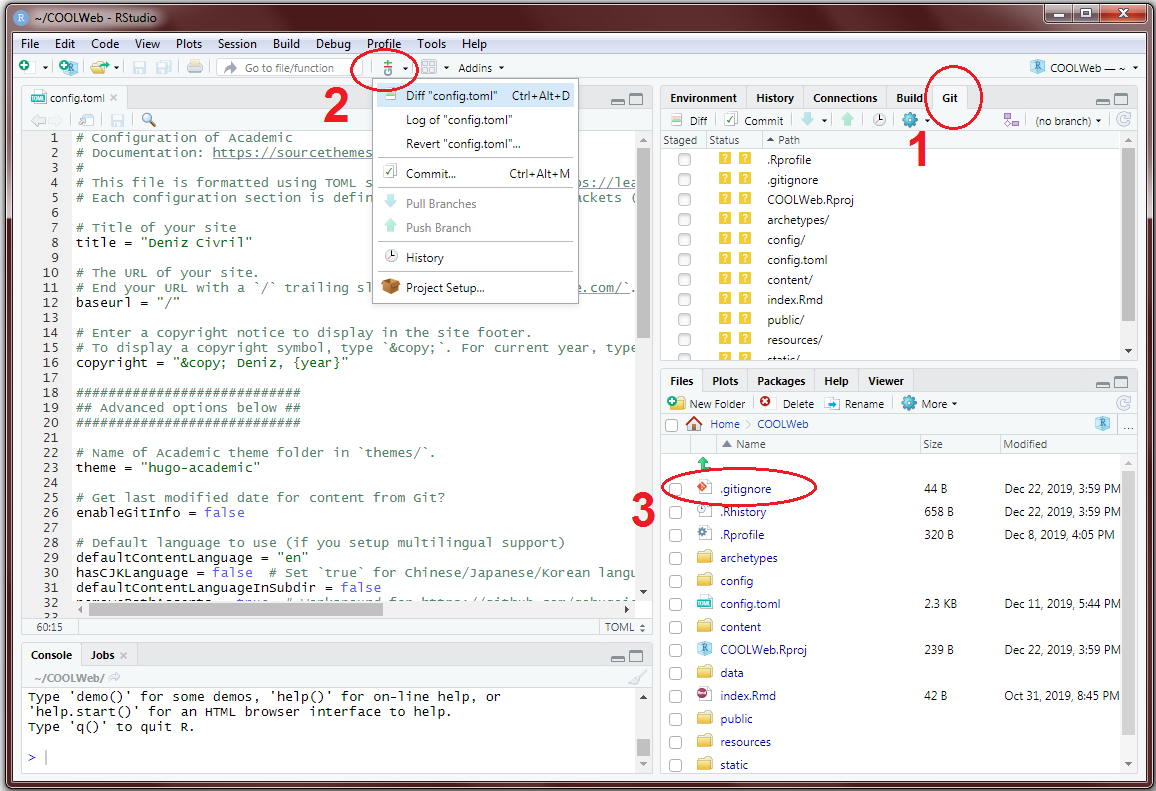 ~/COOLWeb - RStudio
File Edit Code View Plots Session Build Debug Profile Tools Help
Go to file/function Addins COOLWeb — ~
2
config.toml
Diff "config.toml" Ctrl+Alt+D
Log of "config.toml"
Revert "config.toml"...
Commit... Ctrl+Alt+M
Pull Branches
Push Branch
History
Project Setup...
1 # Configuration of Academic
2 # Documentation: https://sourcethemes
3 #
4 # This file is formatted using TOML s ps://lea
5 # Each configuration section is defin ackets (
6
7 # Title of your site
8 title = "Deniz Civril"
9
10 # The URL of your site.
11 # End your URL with a `/` trailing sl e.com/`.
12 baseurl = "/"
13
14 # Enter a copyright notice to display in the site footer.
15 # To display a copyright symbol, type `&copy;`. For current year, type
16 copyright = "&copy; Deniz, {year}"
17
18 ############################
19 ## Advanced options below ##
20 ############################
21
22 # Name of Academic theme folder in `themes/`.
23 theme = "hugo-academic"
24
25 # Get last modified date for content from Git?
26 enableGitInfo = false
27
28 # Default language to use (if you setup multilingual support)
29 defaultContentLanguage = "en"
30 hasCJKLanguage = false # Set `true` for Chinese/Japanese/Korean langu
31 defaultContentLanguageInSubdir = false
32
33
60:15 TOML
Console Jobs
~/COOLWeb/
Type 'demo()' for some demos, 'help()' for on-line help, or
'help.start()' for an HTML browser interface to help.
Type 'q()' to quit R.
>
Environment History Connections Build Git
Diff Commit (no branch)
1
Staged Status Path
? ? .Rprofile
? ? .gitignore
? ? COOLWeb.Rproj
? ? archetypes/
? ? config/
? ? config.toml
? ? content/
? ? index.Rmd
? ? public/
? ? resources/
? ? static/
Files Plots Packages Help Viewer
New Folder Delete Rename More
Home COOLWeb ...
Name Size Modified
3
.gitignore 44 B Dec 22, 2019, 3:59 PM
.Rhistory 658 B Dec 22, 2019, 3:59 PM
.Rprofile 320 B Dec 8, 2019, 4:05 PM
archetypes
config
config.toml 2.3 KB Dec 11, 2019, 5:44 PM
content
COOLWeb.Rproj 239 B Dec 22, 2019, 3:59 PM
data
index.Rmd 42 B Oct 31, 2019, 8:45 PM
public
resources
static